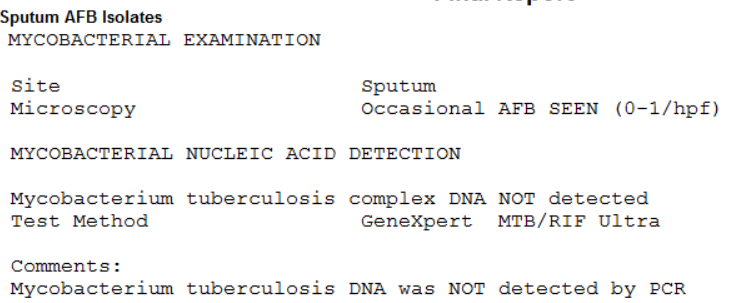 Sputum AFB Isolates
MYCOBACTERIAL EXAMINATION
Site Sputum
Microscopy Occasional AFB SEEN (0-1/hpf)
MYCOBACTERIAL NUCLEIC ACID DETECTION
Mycobacterium tuberculosis complex DNA NOT detected
Test Method GeneXpert MTB/RIF Ultra
Comments:
Mycobacterium tuberculosis DNA was NOT detected by PCR